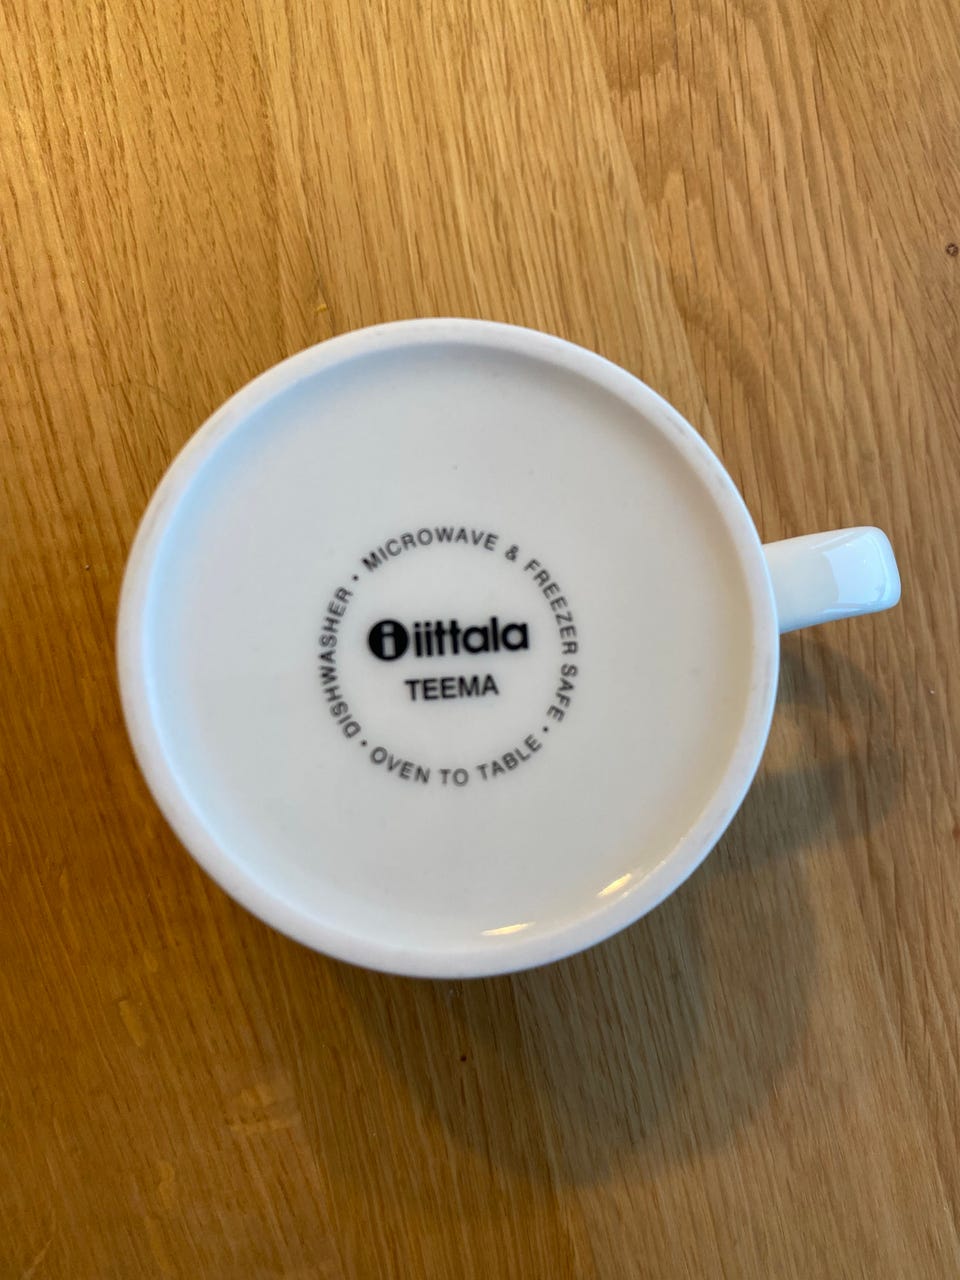 DISHWASHER • MICROWAVE & FREEZER SAFE • OVEN TO TABLE •
i iittala
TEEMA